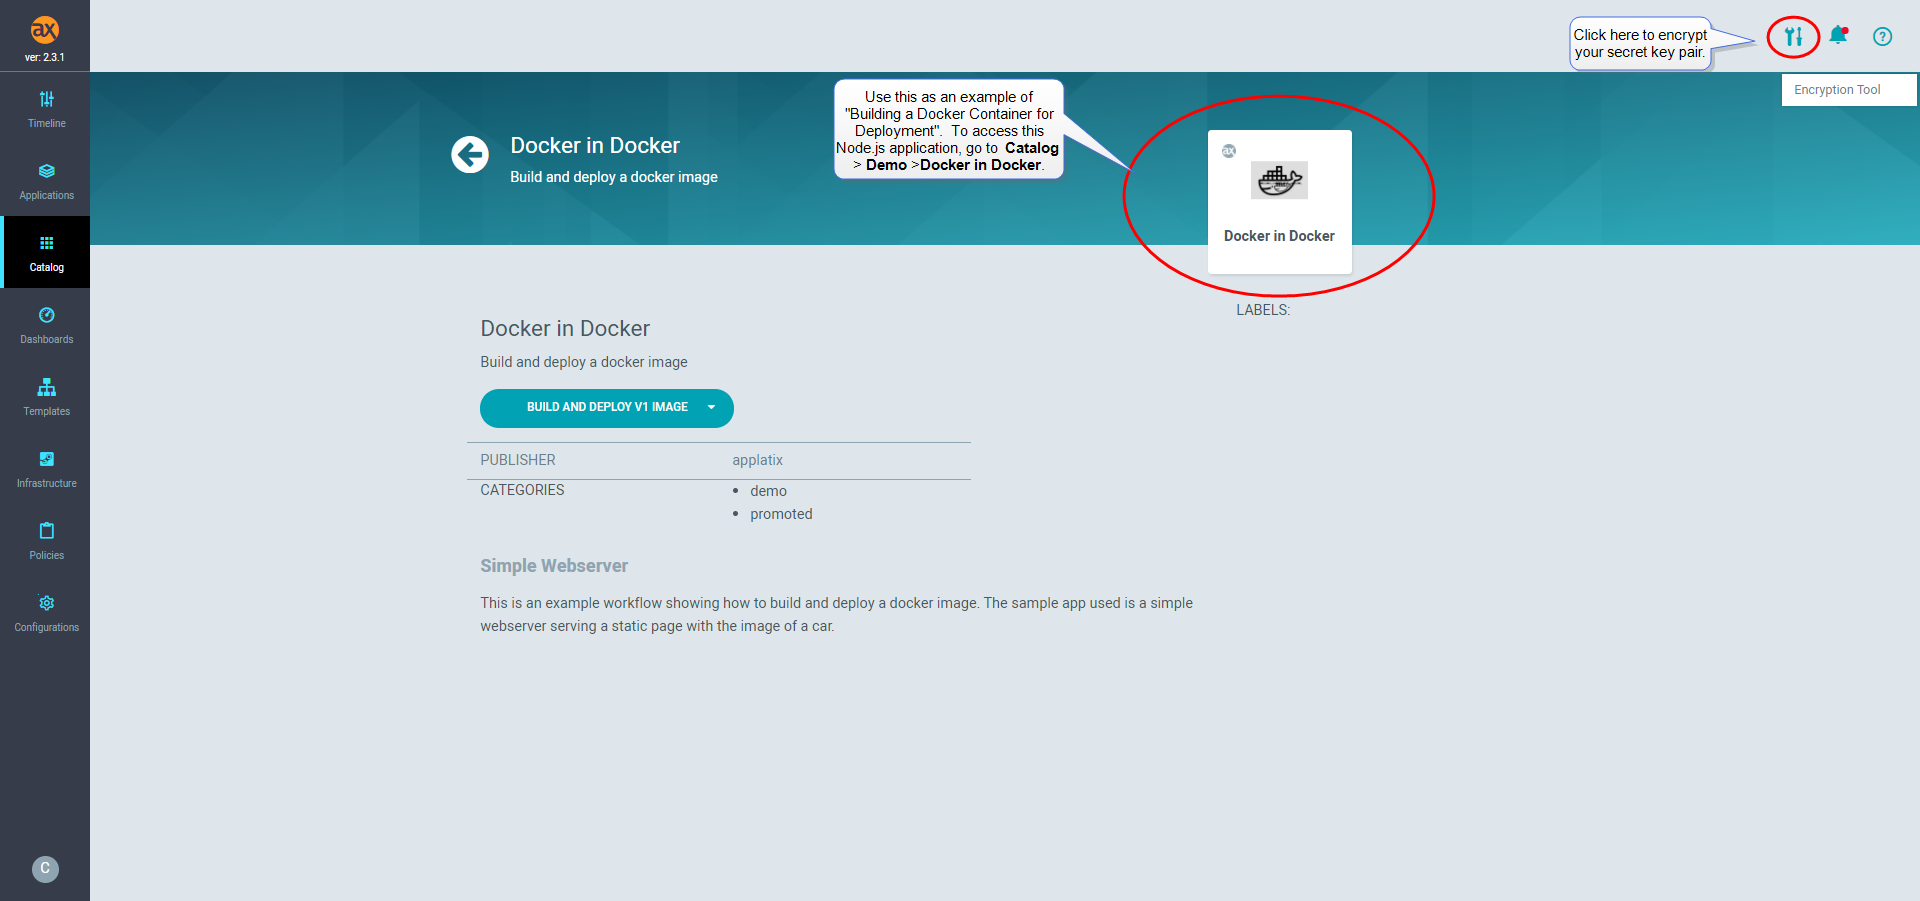 ax
ver: 2.3.1
Timeline
Applications
Catalog
Dashboards
Templates
Infrastructure
Policies
Configurations
C
Click here to encrypt
your secret key pair.
?
Encryption Tool
Use this as an example of
"Building a Docker Container for
Deployment".  To access this
Node.js application, go to  Catalog
> Demo >Docker in Docker.
Docker in Docker
Build and deploy a docker image
ax
Docker in Docker
LABELS:
Docker in Docker
Build and deploy a docker image
BUILD AND DEPLOY V1 IMAGE
PUBLISHER applatix
CATEGORIES • demo
• promoted
Simple Webserver
This is an example workflow showing how to build and deploy a docker image. The sample app used is a simple
webserver serving a static page with the image of a car.